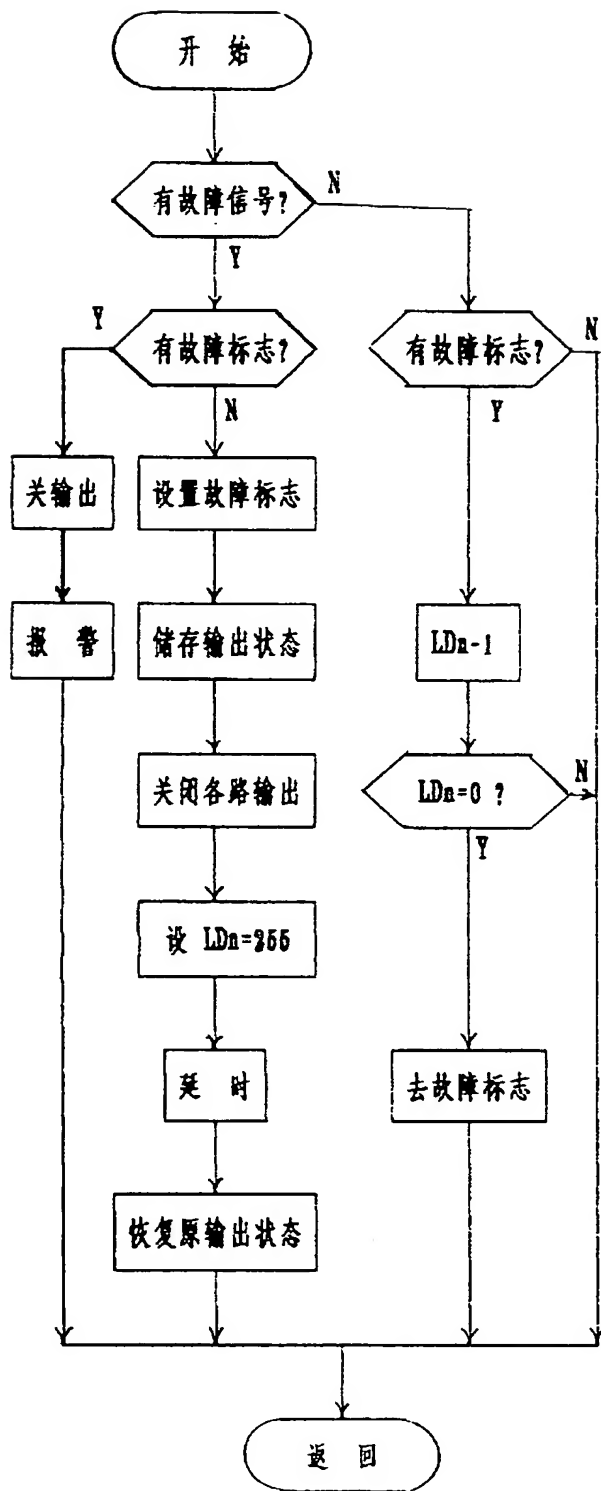 开 始
有故障信号?
N
Y
Y
有故障标志?
N
有故障标志?
N
Y
关输出
设置故障标志
报 警
储存输出状态
LDn-1
关闭各路输出
LDn=0 ?
N
Y
设 LDn=255
延 时
去故障标志
恢复原输出状态
返 回